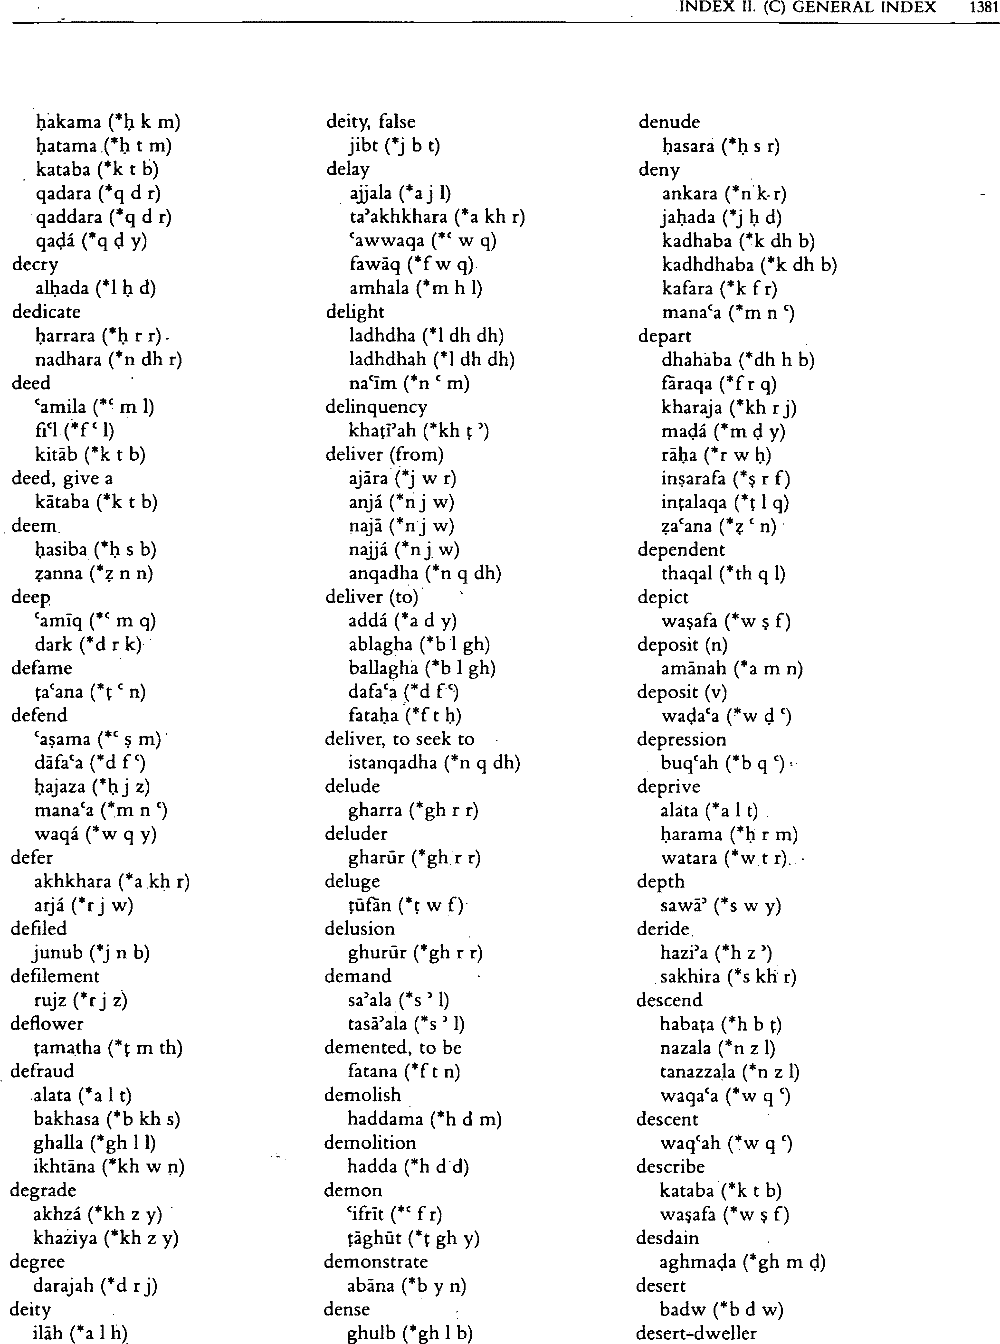 INDEX II. (C) GENERAL INDEX 1381
ḥakama (*ḥ k m)
ḥatama (*ḥ t m)
kataba (*k t b)
qadara (*q d r)
qaddara (*q d r)
qaḍá (*q ḍ y)
decry
alḥada (*l ḥ d)
dedicate
ḥarrara (*ḥ r r)
nadhara (*n dh r)
deed
ʿamila (*ʿ m l)
fiʿl (*f ʿ l)
kitāb (*k t b)
deed, give a
kātaba (*k t b)
deem
ḥasiba (*ḥ s b)
ẓanna (*ẓ n n)
deep
ʿamīq (*ʿ m q)
dark (*d r k)
defame
ṭaʿana (*ṭ ʿ n)
defend
ʿaṣama (*ʿ ṣ m)
dāfaʿa (*d f ʿ)
ḥajaza (*ḥ j z)
manaʿa (*m n ʿ)
waqá (*w q y)
defer
akhkhara (*a kh r)
arjá (*r j w)
defiled
junub (*j n b)
defilement
rujz (*r j z)
deflower
ṭamatha (*ṭ m th)
defraud
alata (*a l t)
bakhasa (*b kh s)
ghalla (*gh l l)
ikhtāna (*kh w n)
degrade
akhzá (*kh z y)
khaziya (*kh z y)
degree
darajah (*d r j)
deity
ilāh (*a l h)
deity, false
jibt (*j b t)
delay
ajjala (*a j l)
taʾakhkhara (*a kh r)
ʿawwaqa (*ʿ w q)
fawāq (*f w q)
amhala (*m h l)
delight
ladhdha (*l dh dh)
ladhdhah (*l dh dh)
naʿīm (*n ʿ m)
delinquency
khaṭīʾah (*kh ṭ ʾ)
deliver (from)
ajāra (*j w r)
anjá (*n j w)
najā (*n j w)
najjá (*n j w)
anqadha (*n q dh)
deliver (to)
addá (*a d y)
ablagha (*b l gh)
ballagha (*b l gh)
dafaʿa (*d f ʿ)
fataḥa (*f t ḥ)
deliver, to seek to
istanqadha (*n q dh)
delude
gharra (*gh r r)
deluder
gharūr (*gh r r)
deluge
ṭūfān (*ṭ w f)
delusion
ghurūr (*gh r r)
demand
saʾala (*s ʾ l)
tasāʾala (*s ʾ l)
demented, to be
fatana (*f t n)
demolish
haddama (*h d m)
demolition
hadda (*h d d)
demon
ʿifrīt (*ʿ f r)
ṭāghūt (*ṭ gh y)
demonstrate
abāna (*b y n)
dense
ghulb (*gh l b)
denude
ḥasara (*ḥ s r)
deny
ankara (*n k r)
jaḥada (*j ḥ d)
kadhaba (*k dh b)
kadhdhaba (*k dh b)
kafara (*k f r)
manaʿa (*m n ʿ)
depart
dhahaba (*dh h b)
fāraqa (*f r q)
kharaja (*kh r j)
maḍá (*m ḍ y)
rāḥa (*r w ḥ)
inṣarafa (*ṣ r f)
inṭalaqa (*ṭ l q)
ẓaʿana (*ẓ ʿ n)
dependent
thaqal (*th q l)
depict
waṣafa (*w ṣ f)
deposit (n)
amānah (*a m n)
deposit (v)
waḍaʿa (*w ḍ ʿ)
depression
buqʿah (*b q ʿ)
deprive
alata (*a l t)
ḥarama (*ḥ r m)
watara (*w t r)
depth
sawāʾ (*s w y)
deride
haziʾa (*h z ʾ)
sakhira (*s kh r)
descend
habaṭa (*h b ṭ)
nazala (*n z l)
tanazzala (*n z l)
waqaʿa (*w q ʿ)
descent
waqʿah (*w q ʿ)
describe
kataba (*k t b)
waṣafa (*w ṣ f)
desdain
aghmaḍa (*gh m ḍ)
desert
badw (*b d w)
desert-dweller